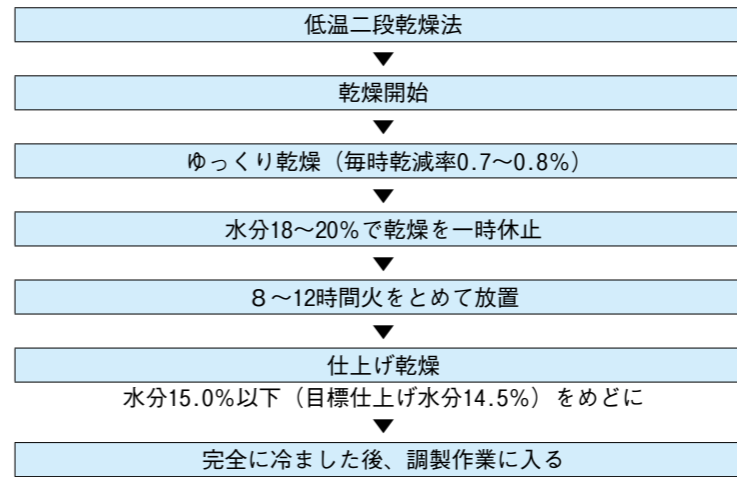 低温二段乾燥法
▼
乾燥開始
▼
ゆっくり乾燥（毎時乾減率0.7〜0.8%）
▼
水分18〜20%で乾燥を一時休止
▼
８〜12時間火をとめて放置
▼
仕上げ乾燥
水分15.0%以下（目標仕上げ水分14.5%）をめどに
▼
完全に冷ました後、調製作業に入る